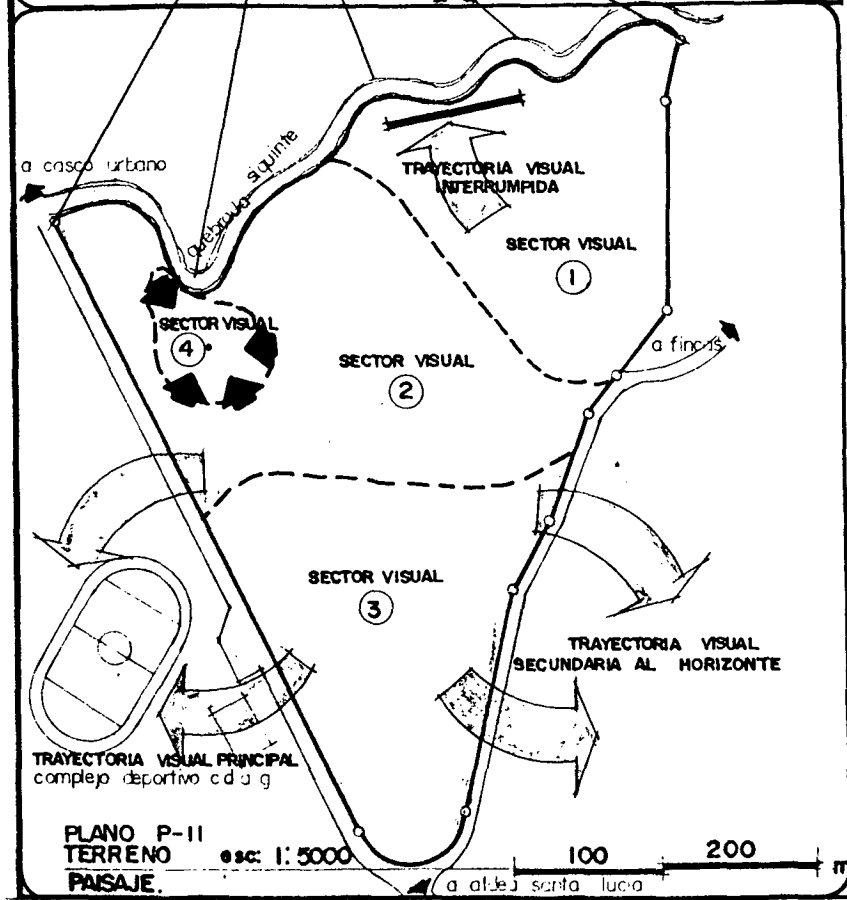 a casco urbano
quebrada siquinte
TRAYECTORIA VISUAL
INTERRUMPIDA
SECTOR VISUAL
1
a fincas
SECTOR VISUAL
4
SECTOR VISUAL
2
SECTOR VISUAL
3
TRAYECTORIA VISUAL
SECUNDARIA AL HORIZONTE
TRAYECTORIA VISUAL PRINCIPAL
complejo deportivo c d a g
PLANO P-11
TERRENO esc: 1:5000
PAISAJE.
100 200 m
a aldea santa lucia